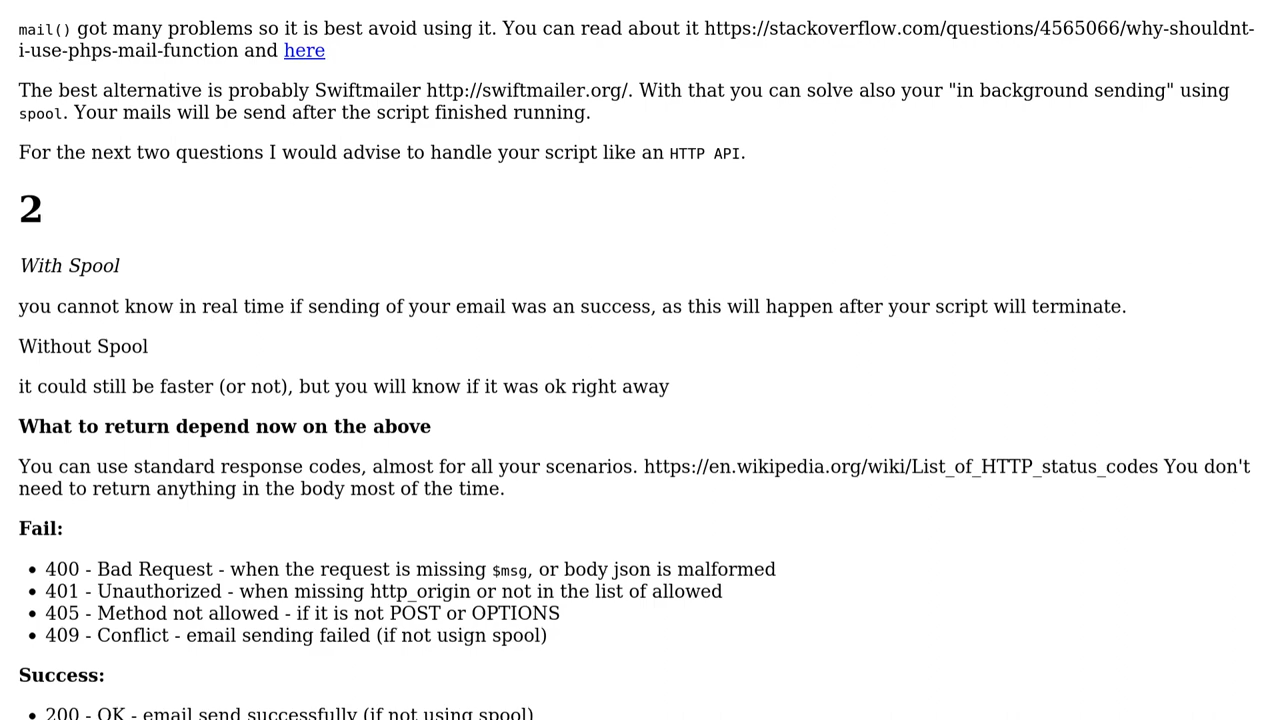 mail() got many problems so it is best avoid using it. You can read about it https://stackoverflow.com/questions/4565066/why-shouldnt-
i-use-phps-mail-function and here
The best alternative is probably Swiftmailer http://swiftmailer.org/. With that you can solve also your "in background sending" using
spool. Your mails will be send after the script finished running.
For the next two questions I would advise to handle your script like an HTTP API.
2
With Spool
you cannot know in real time if sending of your email was an success, as this will happen after your script will terminate.
Without Spool
it could still be faster (or not), but you will know if it was ok right away
What to return depend now on the above
You can use standard response codes, almost for all your scenarios. https://en.wikipedia.org/wiki/List_of_HTTP_status_codes You don't
need to return anything in the body most of the time.
Fail:
• 400 - Bad Request - when the request is missing $msg, or body json is malformed
• 401 - Unauthorized - when missing http_origin or not in the list of allowed
• 405 - Method not allowed - if it is not POST or OPTIONS
• 409 - Conflict - email sending failed (if not usign spool)
Success:
• 200 - OK - email send successfully (if not using spool)